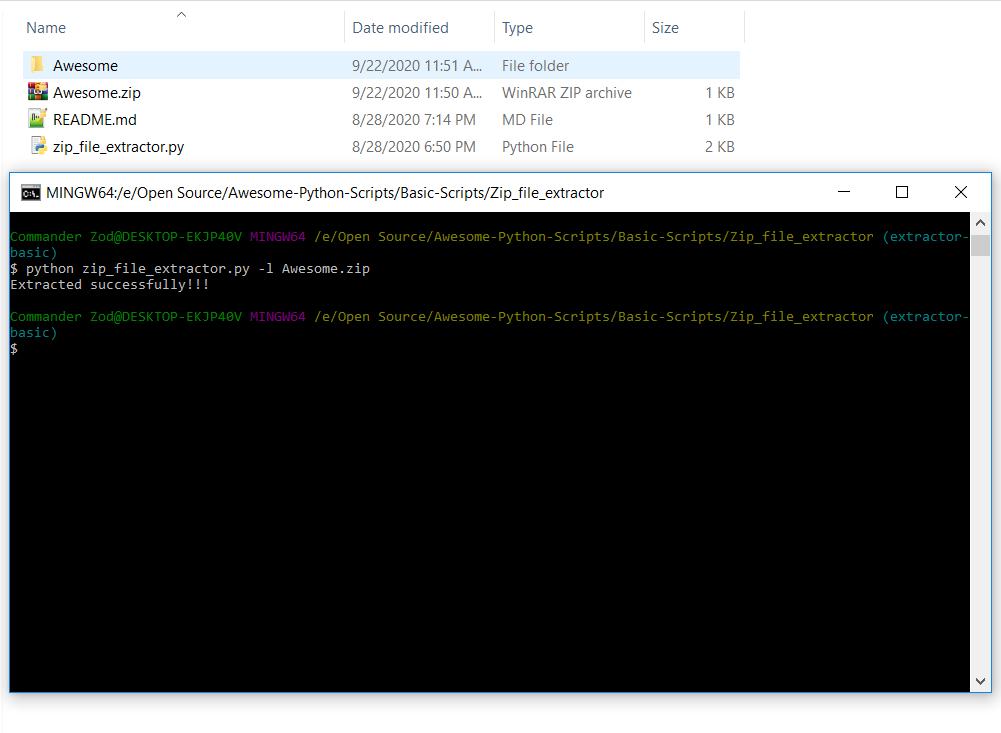 Name Date modified Type Size
Awesome 9/22/2020 11:51 A... File folder
Awesome.zip 9/22/2020 11:50 A... WinRAR ZIP archive 1 KB
README.md 8/28/2020 7:14 PM MD File 1 KB
zip_file_extractor.py 8/28/2020 6:50 PM Python File 2 KB
MINGW64:/e/Open Source/Awesome-Python-Scripts/Basic-Scripts/Zip_file_extractor
Commander Zod@DESKTOP-EKJP40V MINGW64 /e/Open Source/Awesome-Python-Scripts/Basic-Scripts/Zip_file_extractor (extractor-
basic)
$ python zip_file_extractor.py -l Awesome.zip
Extracted successfully!!!
Commander Zod@DESKTOP-EKJP40V MINGW64 /e/Open Source/Awesome-Python-Scripts/Basic-Scripts/Zip_file_extractor (extractor-
basic)
$